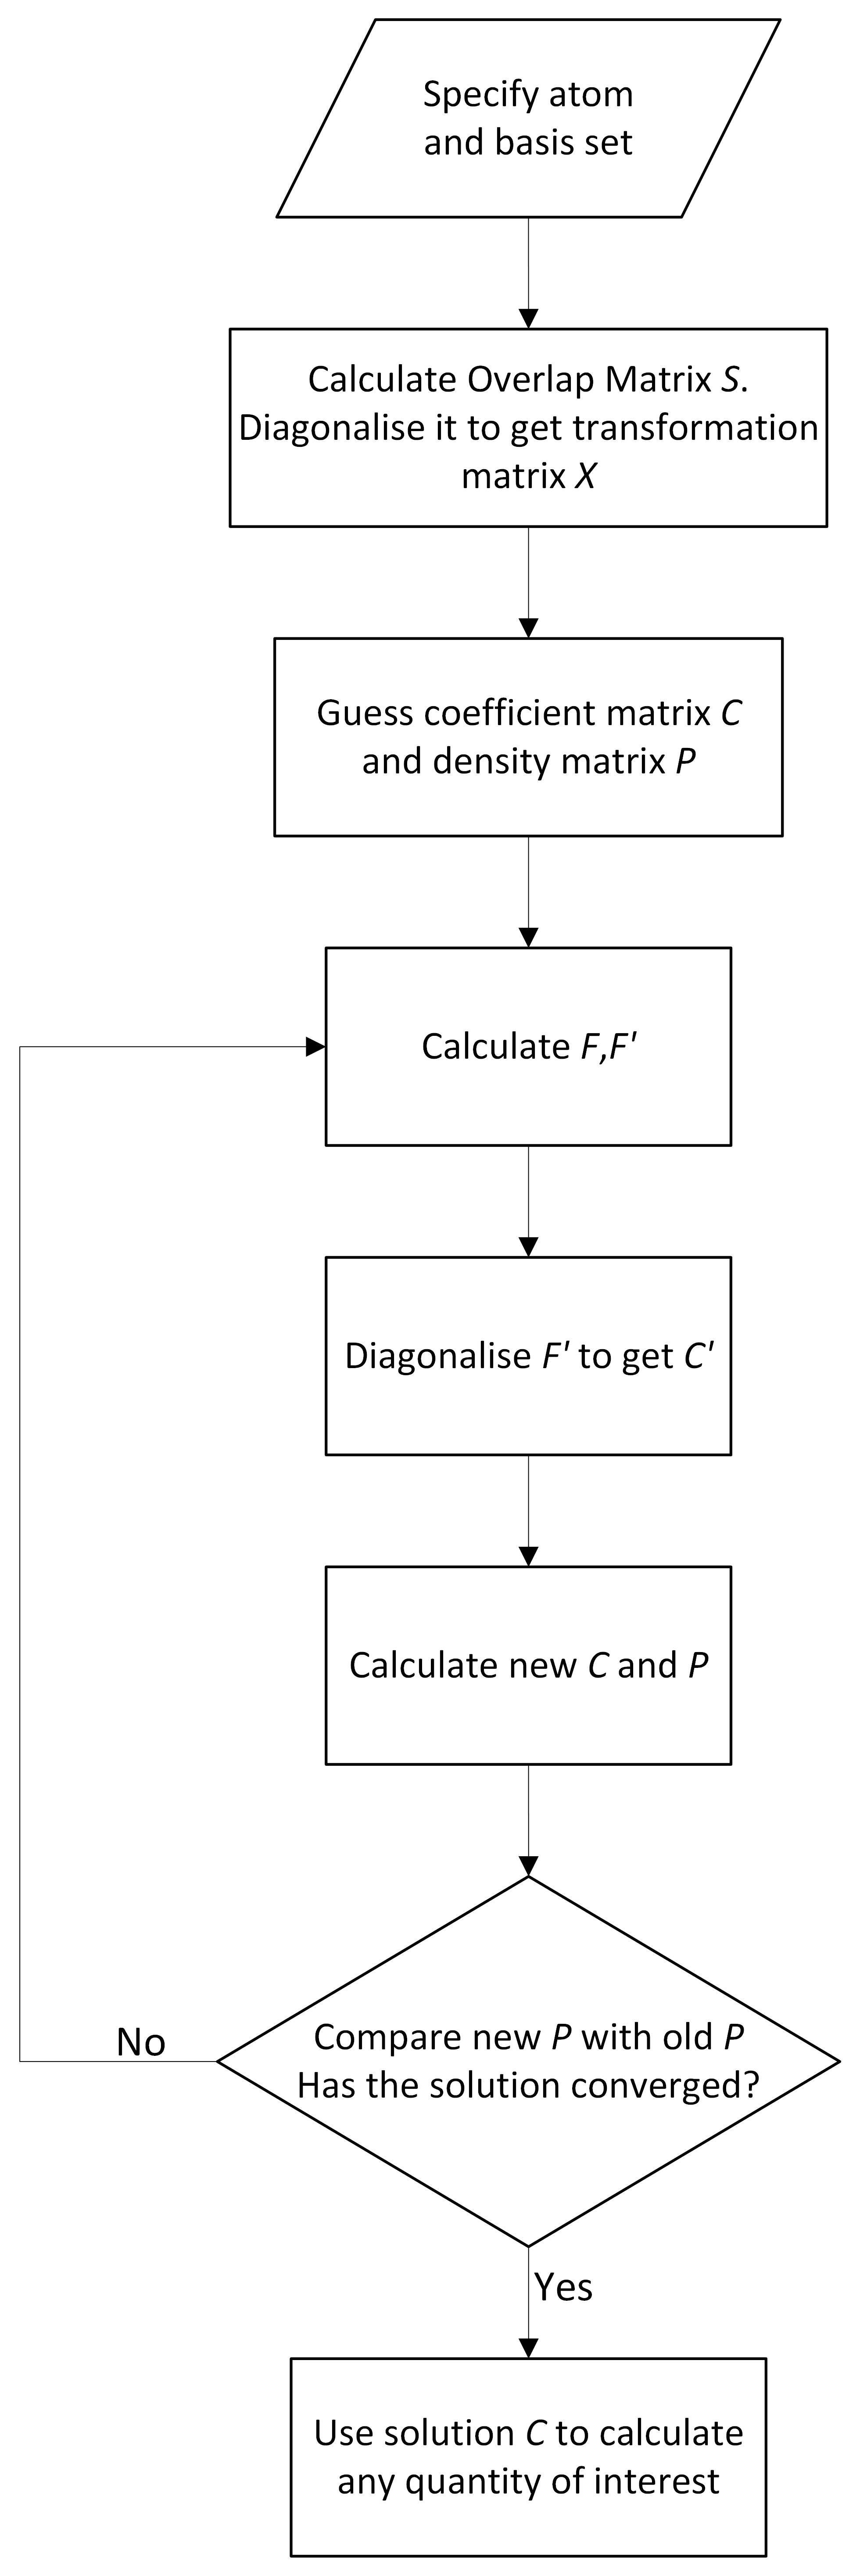 Specify atom
and basis set
Calculate Overlap Matrix S.
Diagonalise it to get transformation
matrix X
Guess coefficient matrix C
and density matrix P
Calculate F,F'
Diagonalise F' to get C'
Calculate new C and P
Compare new P with old P
Has the solution converged?
No
Yes
Use solution C to calculate
any quantity of interest